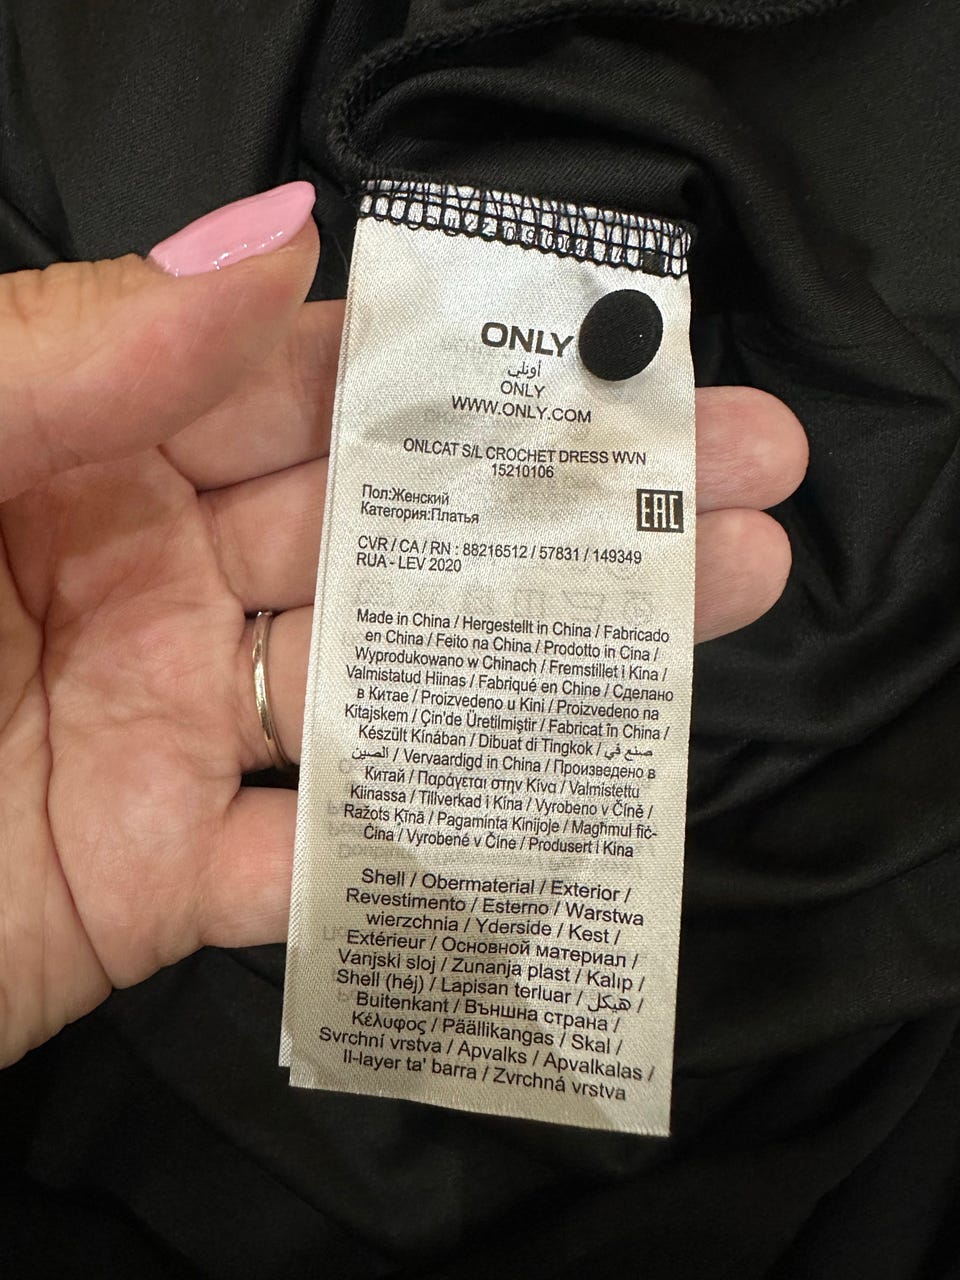 ONLY
أونلي
ONLY
WWW.ONLY.COM
ONLCAT S/L CROCHET DRESS WVN
15210106
Пол:Женский
Категория:Платья
EAC
CVR / CA / RN : 88216512 / 57831 / 149349
RUA - LEV 2020
Made in China / Hergestellt in China / Fabricado
en China / Feito na China / Prodotto in Cina /
Wyprodukowano w Chinach / Fremstillet i Kina /
Valmistatud Hiinas / Fabriqué en Chine / Сделано
в Китае / Proizvedeno u Kini / Proizvedeno na
Kitajskem / Çin'de Üretilmiştir / Fabricat în China /
Készült Kínában / Dibuat di Tingkok / صنع في
الصين / Vervaardigd in China / Произведено в
Китай / Παράγεται στην Κίνα / Valmistettu
Kiinassa / Tillverkad i Kina / Vyrobeno v Číně /
Ražots Ķīnā / Pagaminta Kinijoje / Magħmul fiċ-
Ċina / Vyrobené v Číne / Produsert i Kina
Shell / Obermaterial / Exterior /
Revestimento / Esterno / Warstwa
wierzchnia / Yderside / Kest /
Extérieur / Основной материал /
Vanjski sloj / Zunanja plast / Kalıp /
Shell (héj) / Lapisan terluar / هيكل /
Buitenkant / Външна страна /
Κέλυφος / Päällikangas / Skal /
Svrchní vrstva / Apvalks / Apvalkalas /
Il-layer ta' barra / Zvrchná vrstva